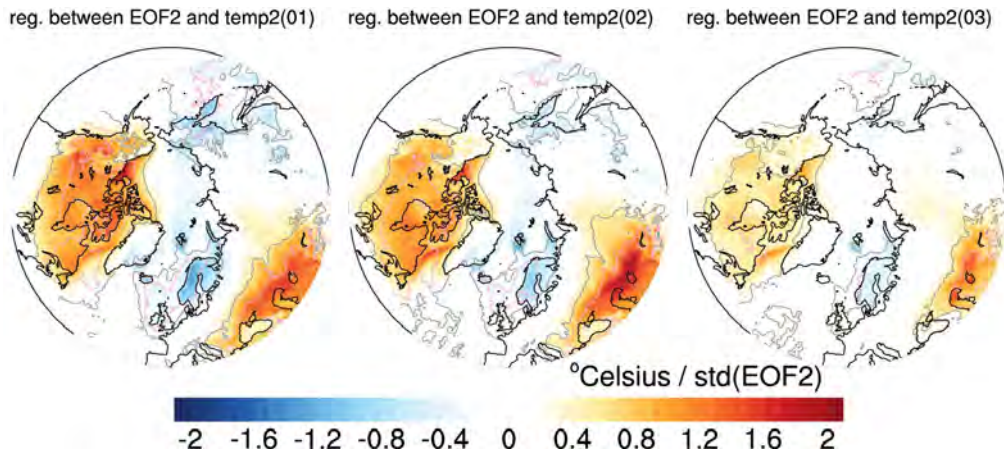 reg. between EOF2 and temp2(01)
reg. between EOF2 and temp2(02)
reg. between EOF2 and temp2(03)
°Celsius / std(EOF2)
-2 -1.6 -1.2 -0.8 -0.4 0 0.4 0.8 1.2 1.6 2